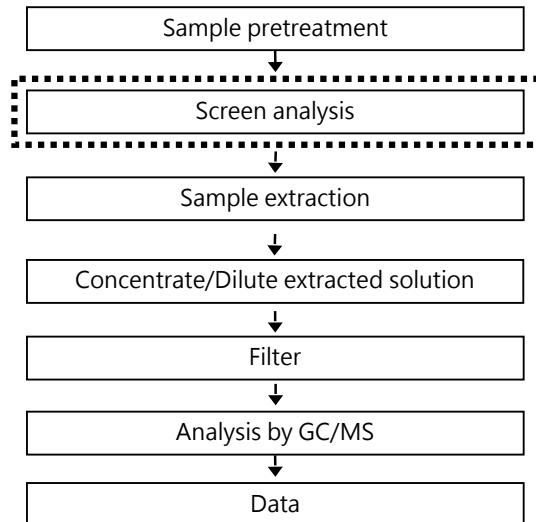 Sample pretreatment
Screen analysis
Sample extraction
Concentrate/Dilute extracted solution
Filter
Analysis by GC/MS
Data